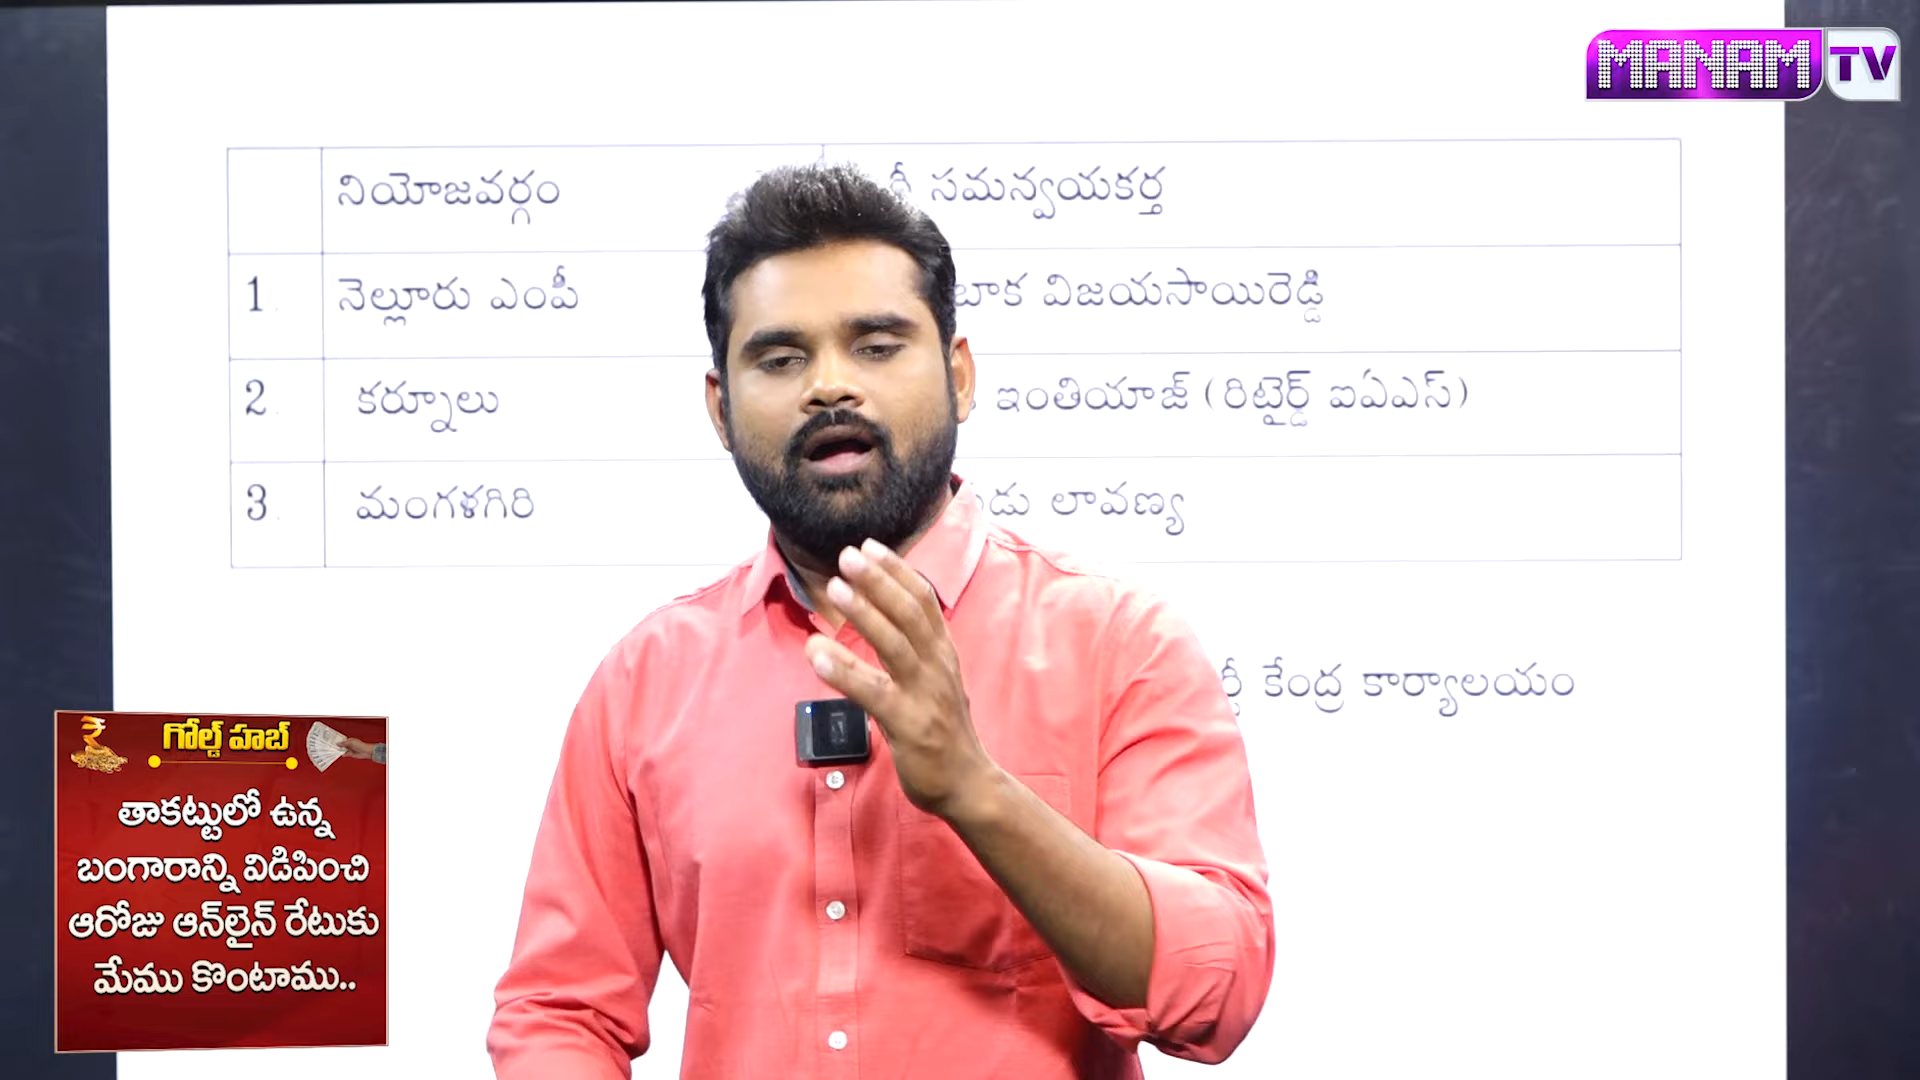 MANAM TV
నియోజవర్గం సమన్వయకర్త
1. నెల్లూరు ఎంపీ విజయసాయిరెడ్డి
2. కర్నూలు ఇంతియాజ్ (రిటైర్డ్ ఐఏఎస్)
3. మంగళగిరి లావణ్య
కేంద్ర కార్యాలయం
గోల్డ్ హబ్
తాకట్టులో ఉన్న
బంగారాన్ని విడిపించి
ఆరోజు ఆన్‌లైన్ రేటుకు
మేము కొంటాము..